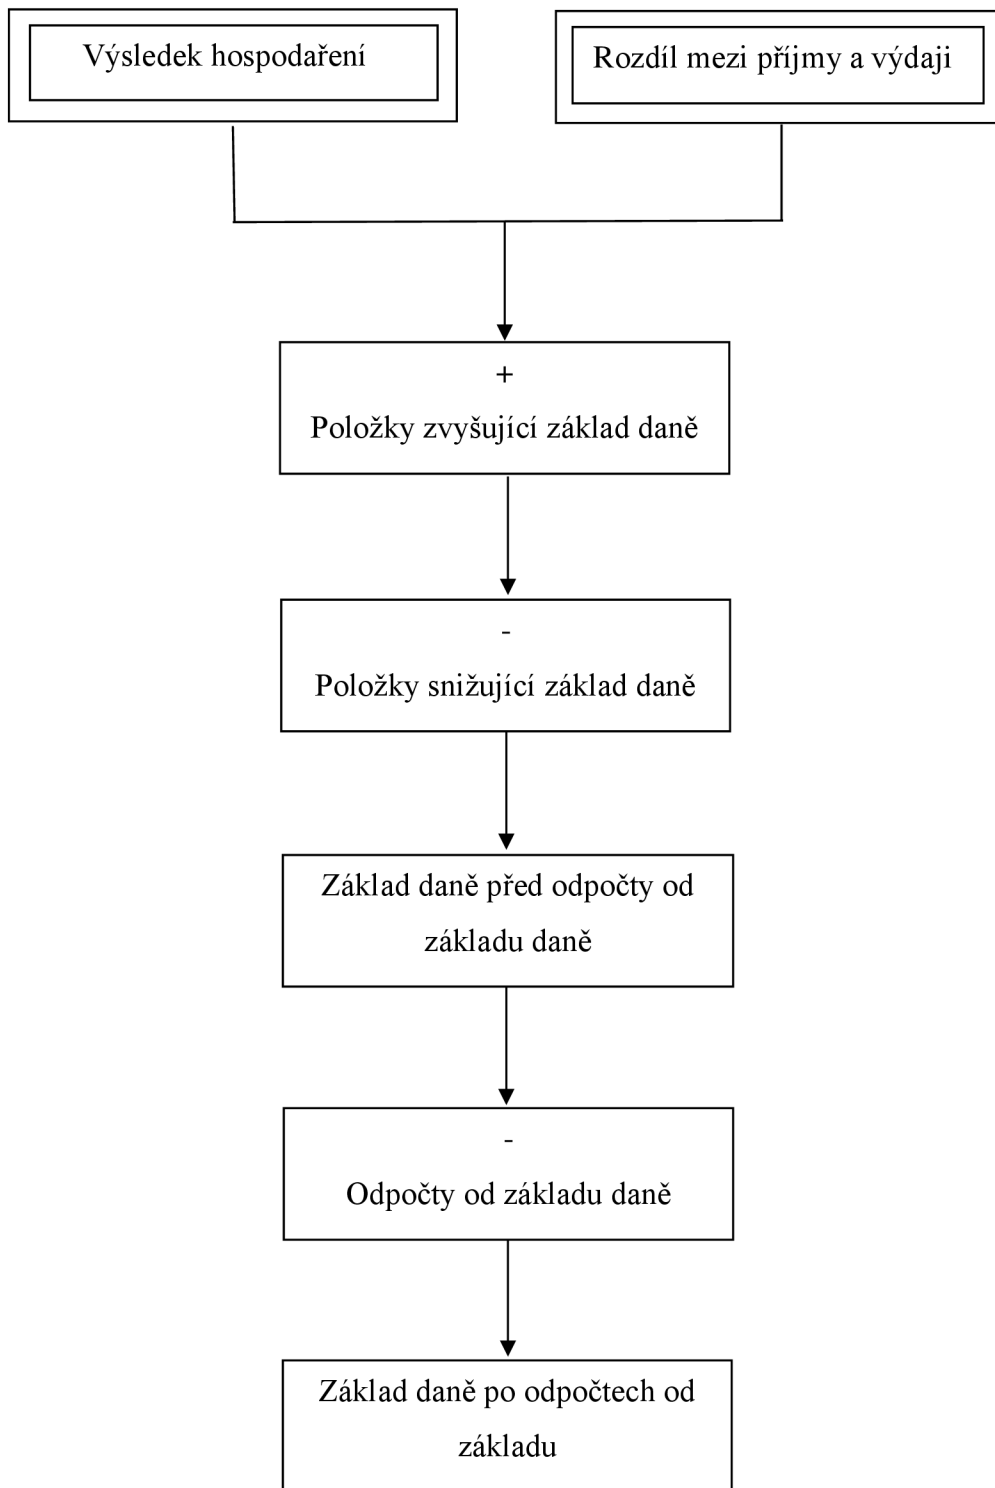 Výsledek hospodaření
Rozdíl mezi příjmy a výdaji
+
Položky zvyšující základ daně
-
Položky snižující základ daně
Základ daně před odpočty od
základu daně
-
Odpočty od základu daně
Základ daně po odpočtech od
základu